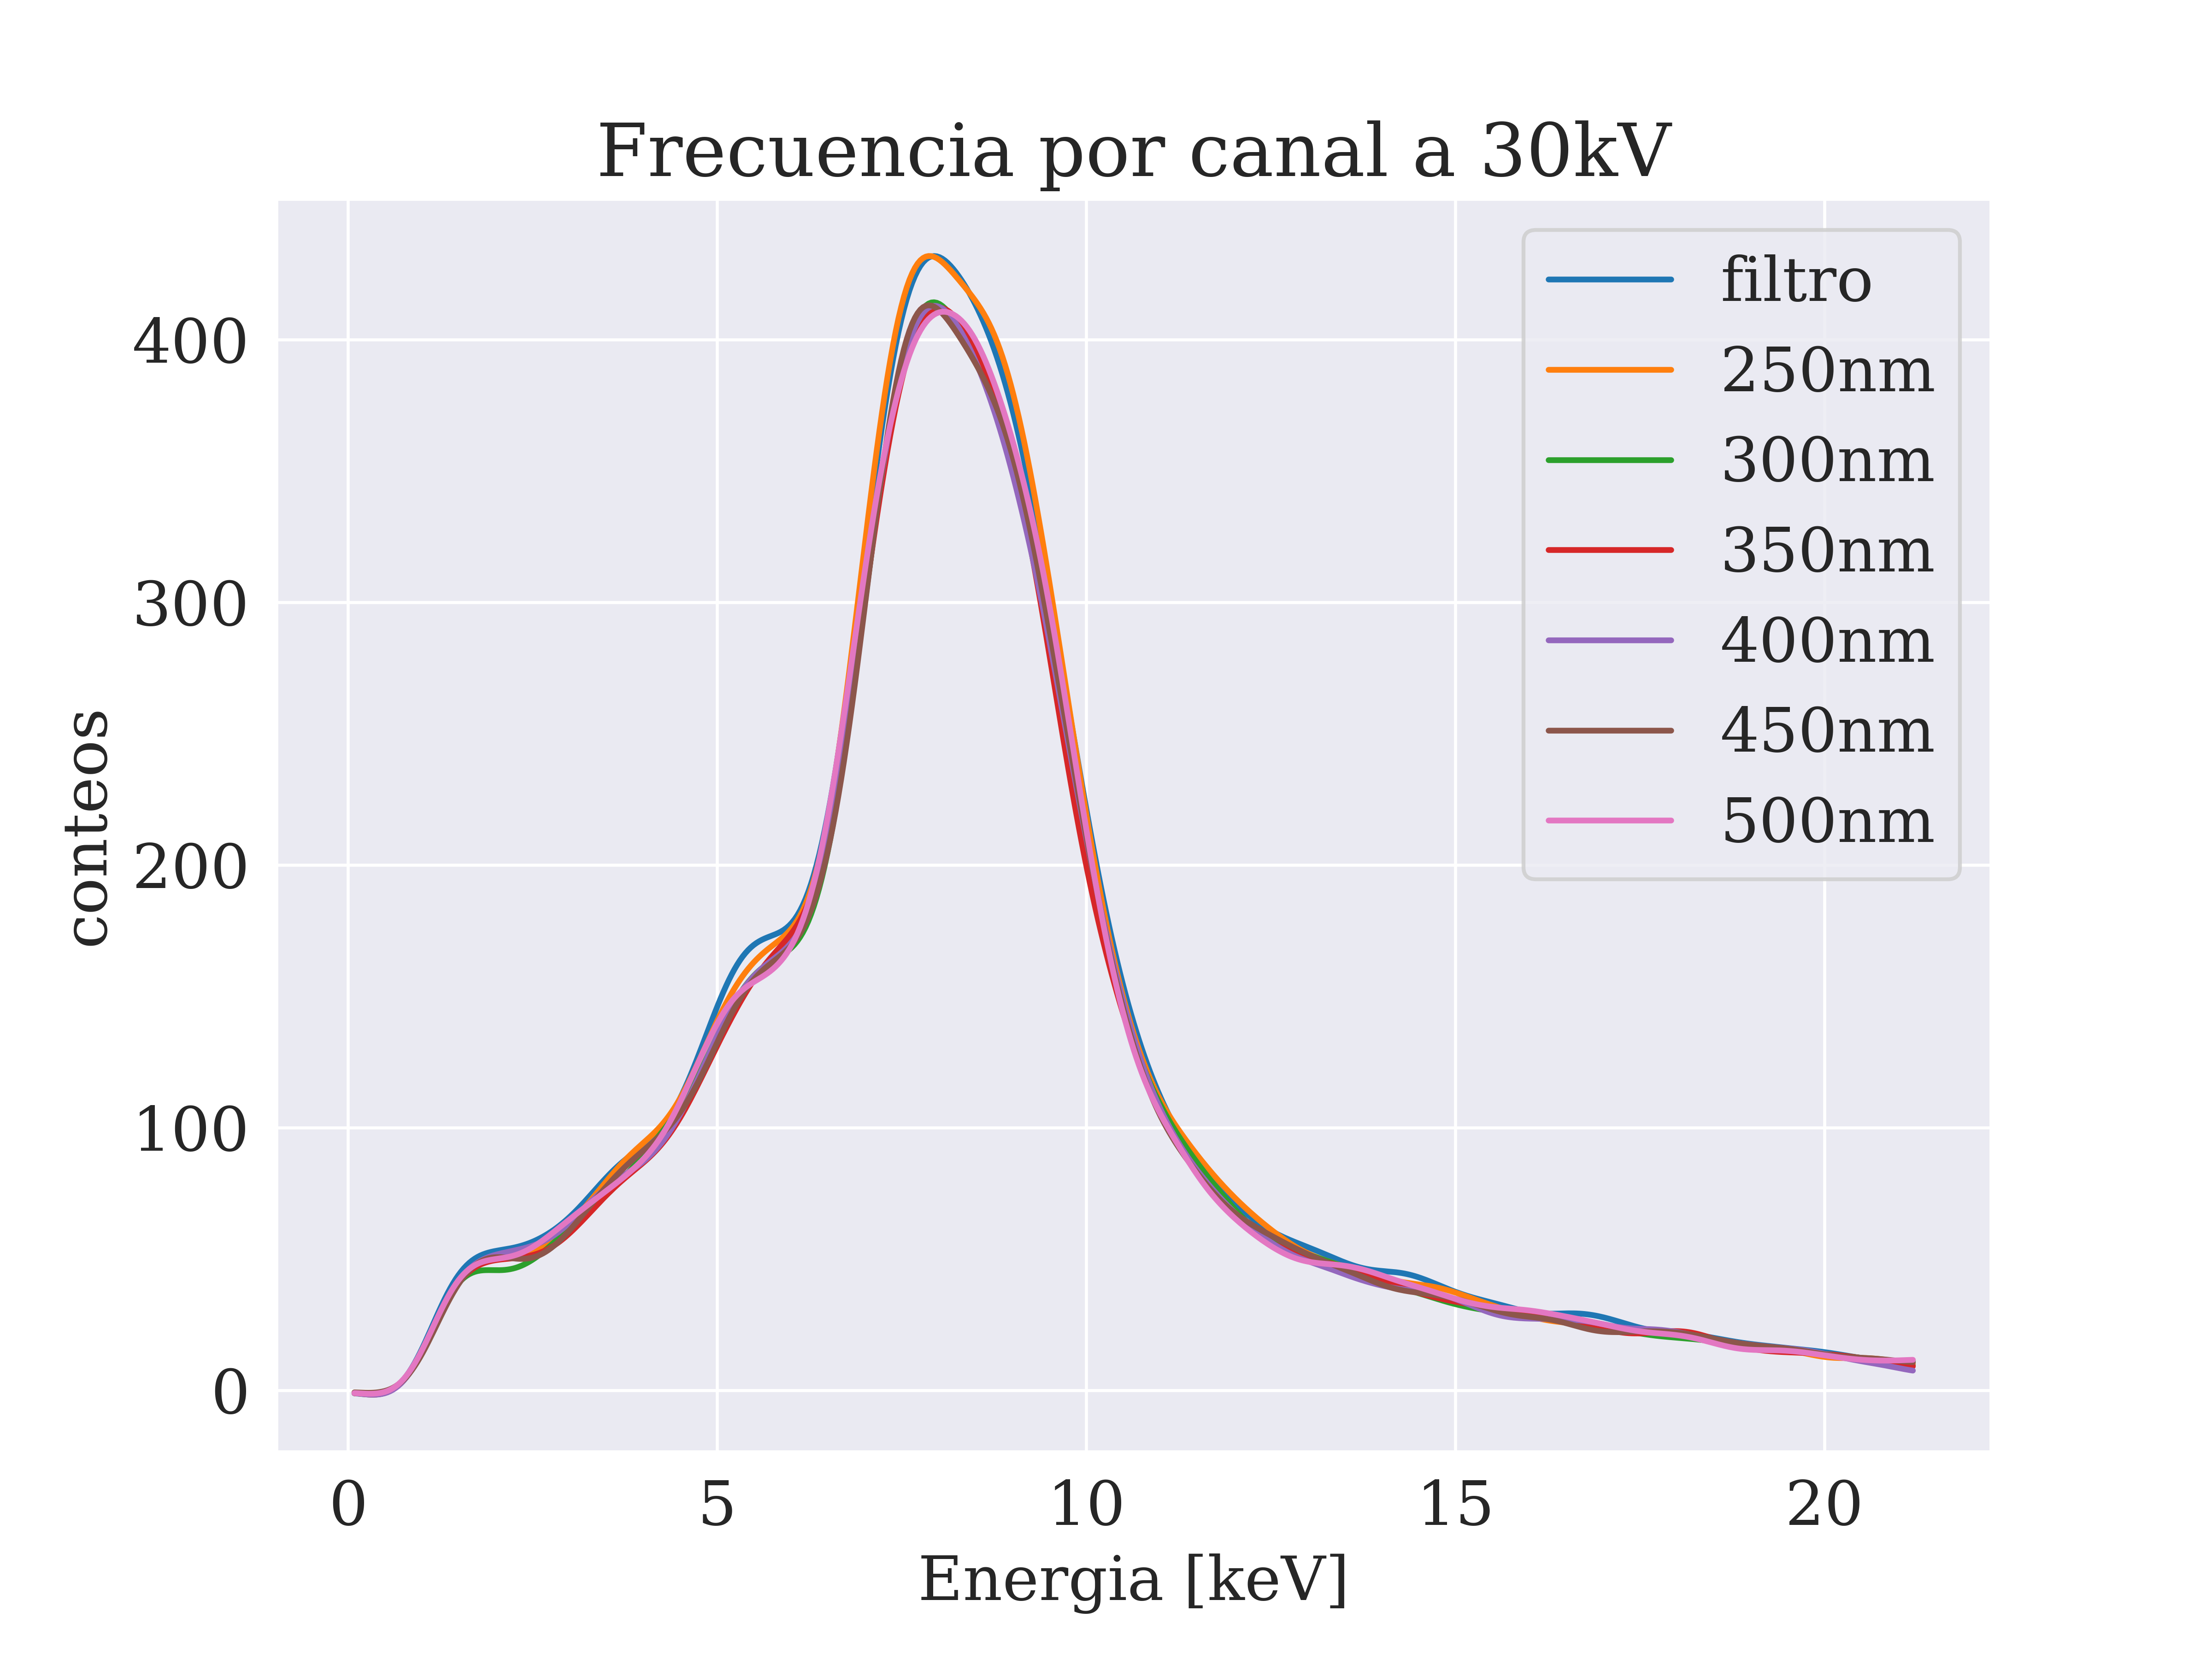 Frecuencia por canal a 30kV
filtro
250nm
300nm
350nm
400nm
450nm
500nm
400
300
200
100
0
conteos
0 5 10 15 20
Energia [keV]